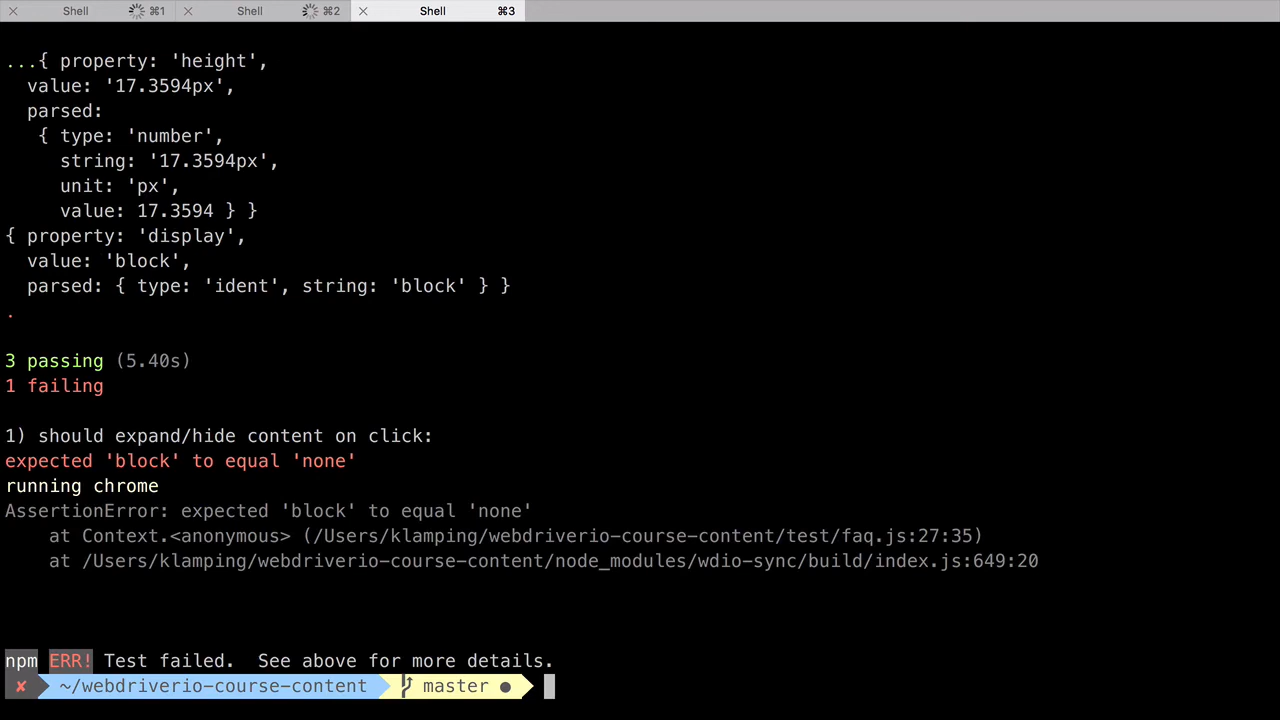 Shell ⌘1 Shell ⌘2 Shell ⌘3
...{ property: 'height',
  value: '17.3594px',
  parsed:
   { type: 'number',
     string: '17.3594px',
     unit: 'px',
     value: 17.3594 } }
{ property: 'display',
  value: 'block',
  parsed: { type: 'ident', string: 'block' } }
.
3 passing (5.40s)
1 failing
1) should expand/hide content on click:
expected 'block' to equal 'none'
running chrome
AssertionError: expected 'block' to equal 'none'
    at Context.<anonymous> (/Users/klamping/webdriverio-course-content/test/faq.js:27:35)
    at /Users/klamping/webdriverio-course-content/node_modules/wdio-sync/build/index.js:649:20
npm ERR! Test failed.  See above for more details.
✘ ~/webdriverio-course-content master ●